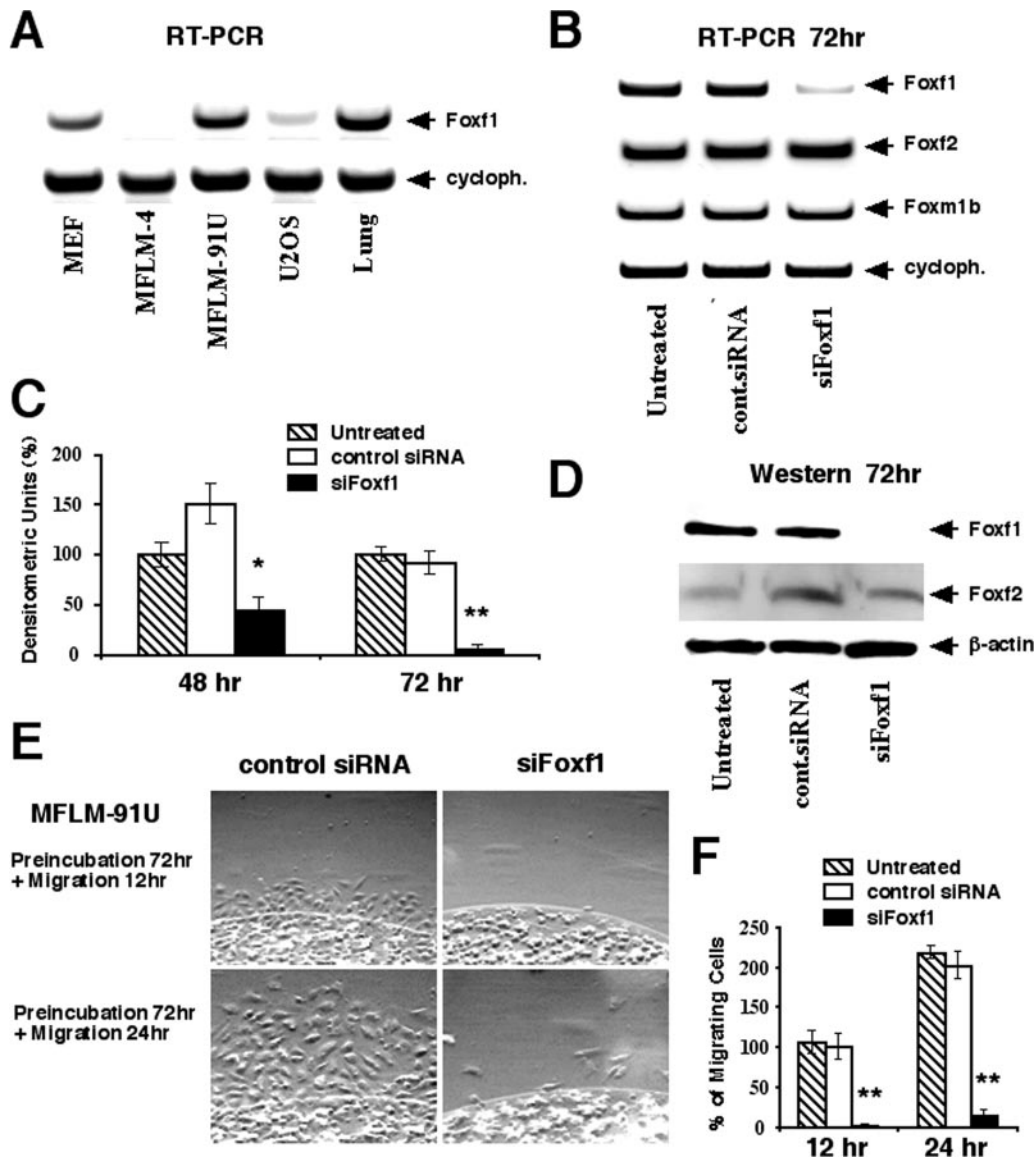 A
RT-PCR
Foxf1
cycloph.
MEF
MFLM-4
MFLM-91U
U2OS
Lung
B
RT-PCR 72hr
Foxf1
Foxf2
Foxm1b
cycloph.
Untreated
cont.siRNA
siFoxf1
C
Untreated
control siRNA
siFoxf1
Densitometric Units (%)
200
150
100
50
0
*
**
48 hr
72 hr
D
Western 72hr
Foxf1
Foxf2
β-actin
Untreated
cont.siRNA
siFoxf1
E
control siRNA
siFoxf1
MFLM-91U
Preincubation 72hr
+ Migration 12hr
Preincubation 72hr
+ Migration 24hr
F
Untreated
control siRNA
siFoxf1
% of Migrating Cells
250
200
150
100
50
0
**
**
12 hr
24 hr